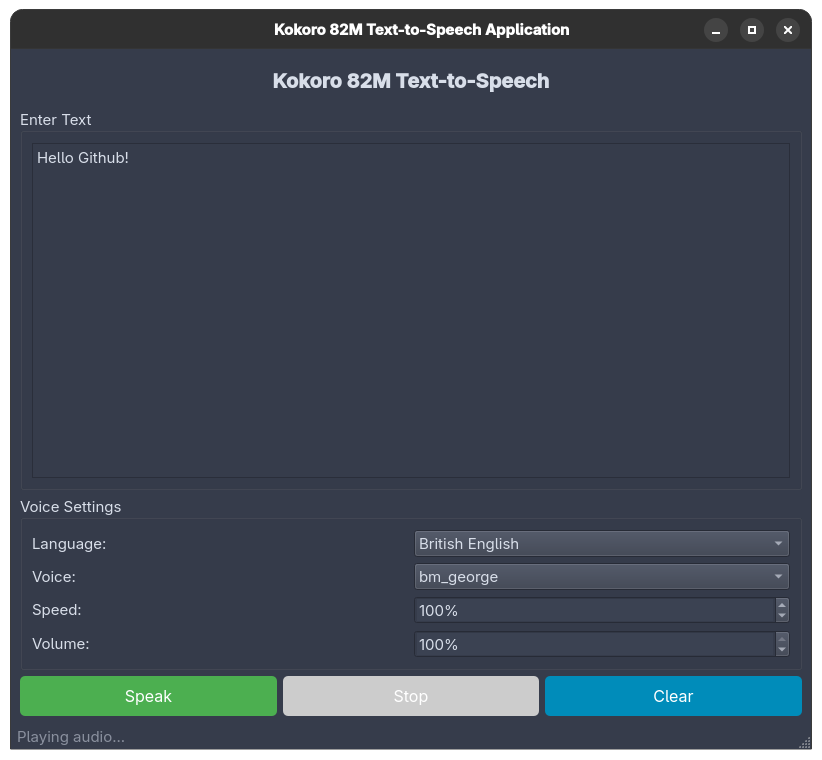 Kokoro 82M Text-to-Speech Application
Kokoro 82M Text-to-Speech
Enter Text
Hello Github!
Voice Settings
Language: British English
Voice: bm_george
Speed: 100%
Volume: 100%
Speak Stop Clear
Playing audio...